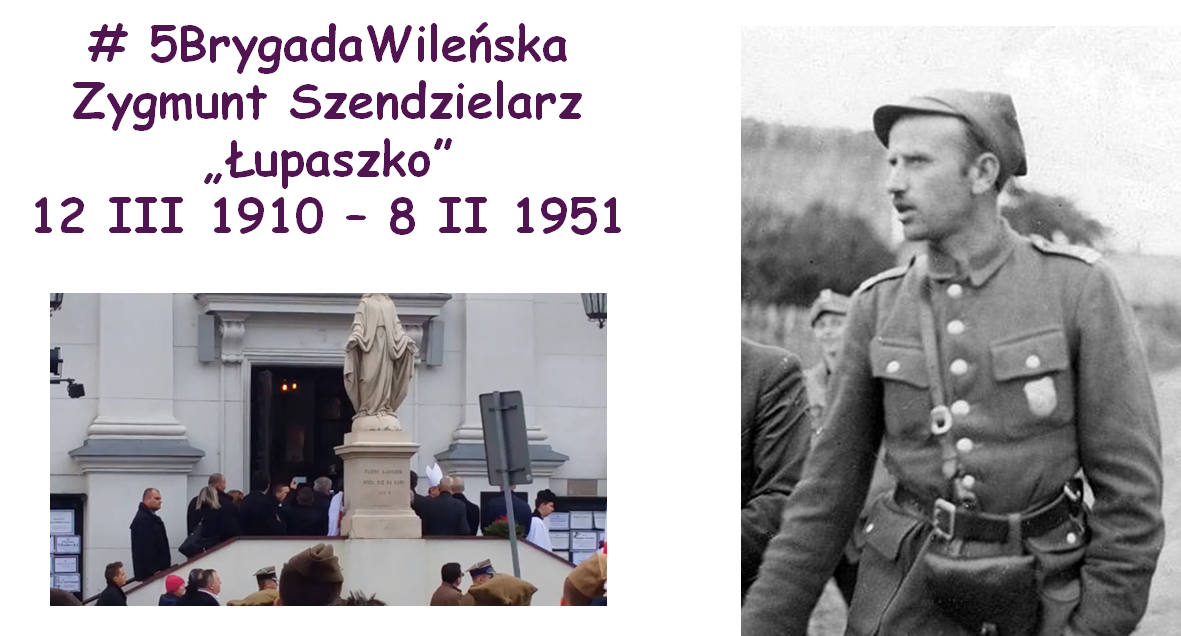 # 5BrygadaWileńska
Zygmunt Szendzielarz
„Łupaszko”
12 III 1910 – 8 II 1951